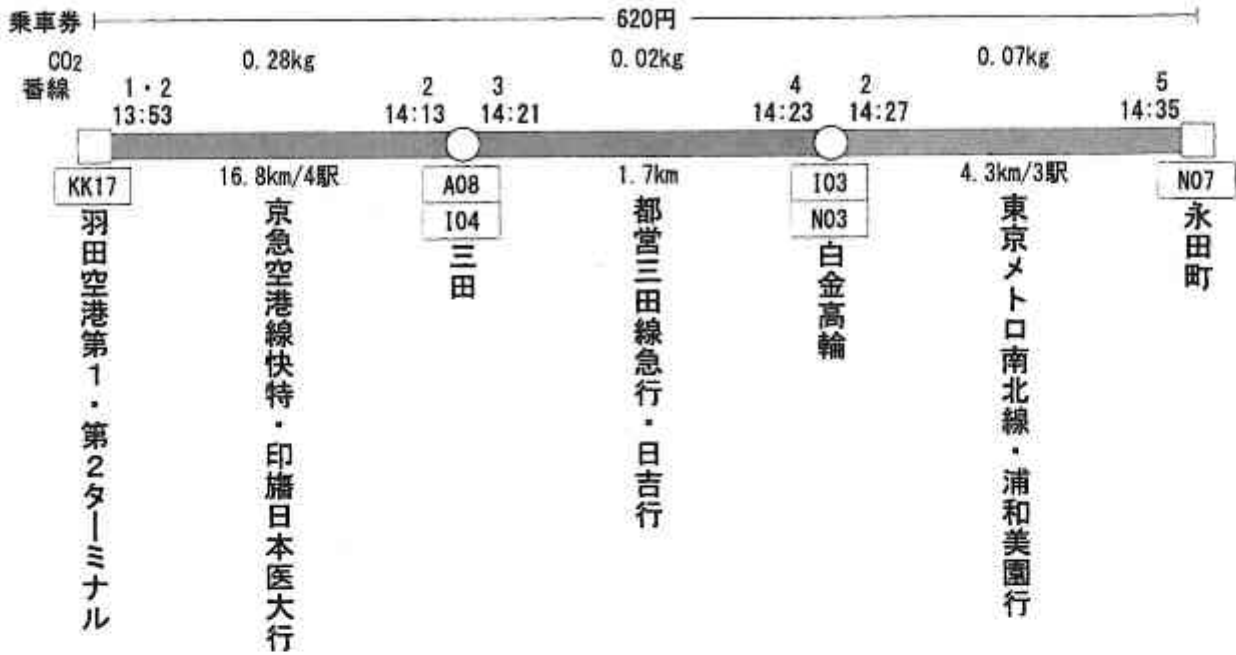 乗車券 620円
CO2 0.28kg 0.02kg 0.07kg
番線 1・2 2 3 4 2 5
13:53 14:13 14:21 14:23 14:27 14:35
16.8km/4駅 1.7km 4.3km/3駅
KK17 A08 I03 N07
I04 N03
羽田空港第1・第2ターミナル
京急空港線快特・印旛日本医大行
三田
都営三田線急行・日吉行
白金高輪
東京メトロ南北線・浦和美園行
永田町